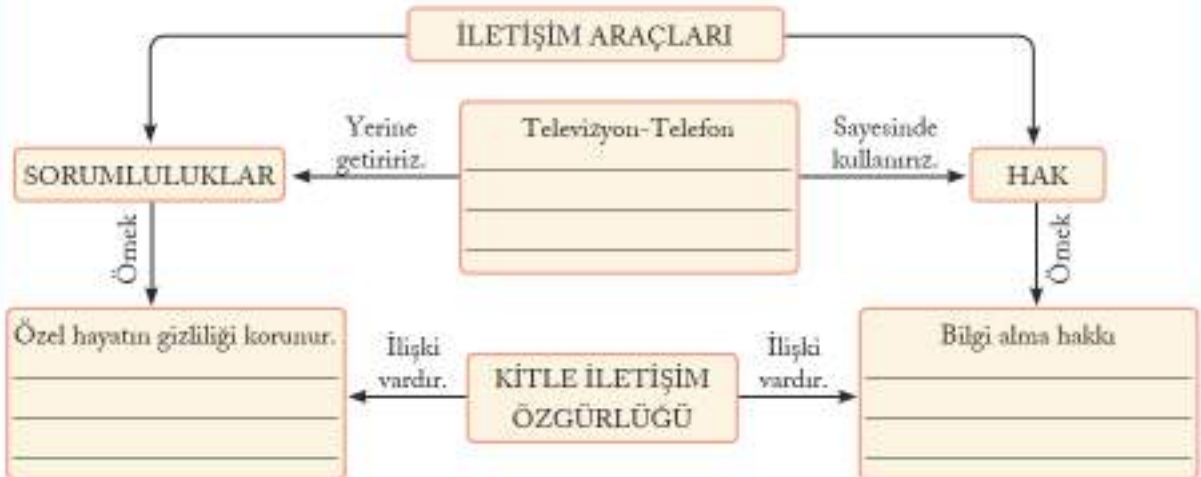 İLETİŞİM ARAÇLARI
Yerine
getiririz.
Televizyon-Telefon
Sayesinde
kullanırız.
SORUMLULUKLAR
HAK
Örnek
Örnek
Özel hayatın gizliliği korunur.
İlişki
vardır.
KİTLE İLETİŞİM
ÖZGÜRLÜĞÜ
İlişki
vardır.
Bilgi alma hakkı